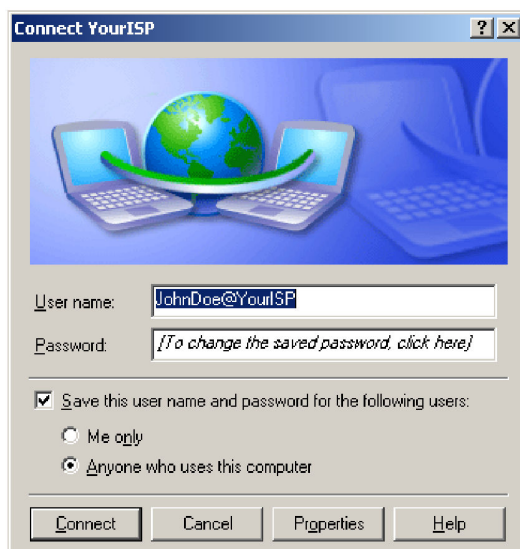 Connect YourISP
User name: JohnDoe@YourISP
Password: [To change the saved password, click here]
Save this user name and password for the following users:
Me only
Anyone who uses this computer
Connect Cancel Properties Help